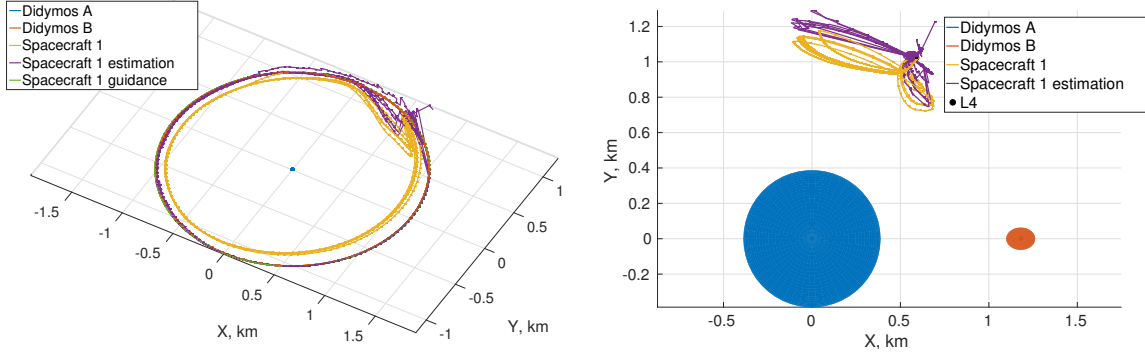 Didymos A
Didymos B
Spacecraft 1
Spacecraft 1 estimation
Spacecraft 1 guidance
-1.5
-1
-0.5
0
0.5
1
1.5
X, km
1
0.5
0
-0.5
-1
Y, km
Didymos A
Didymos B
Spacecraft 1
Spacecraft 1 estimation
L4
1.2
1
0.8
0.6
0.4
0.2
0
-0.2
Y, km
-0.5
0
0.5
1
1.5
X, km